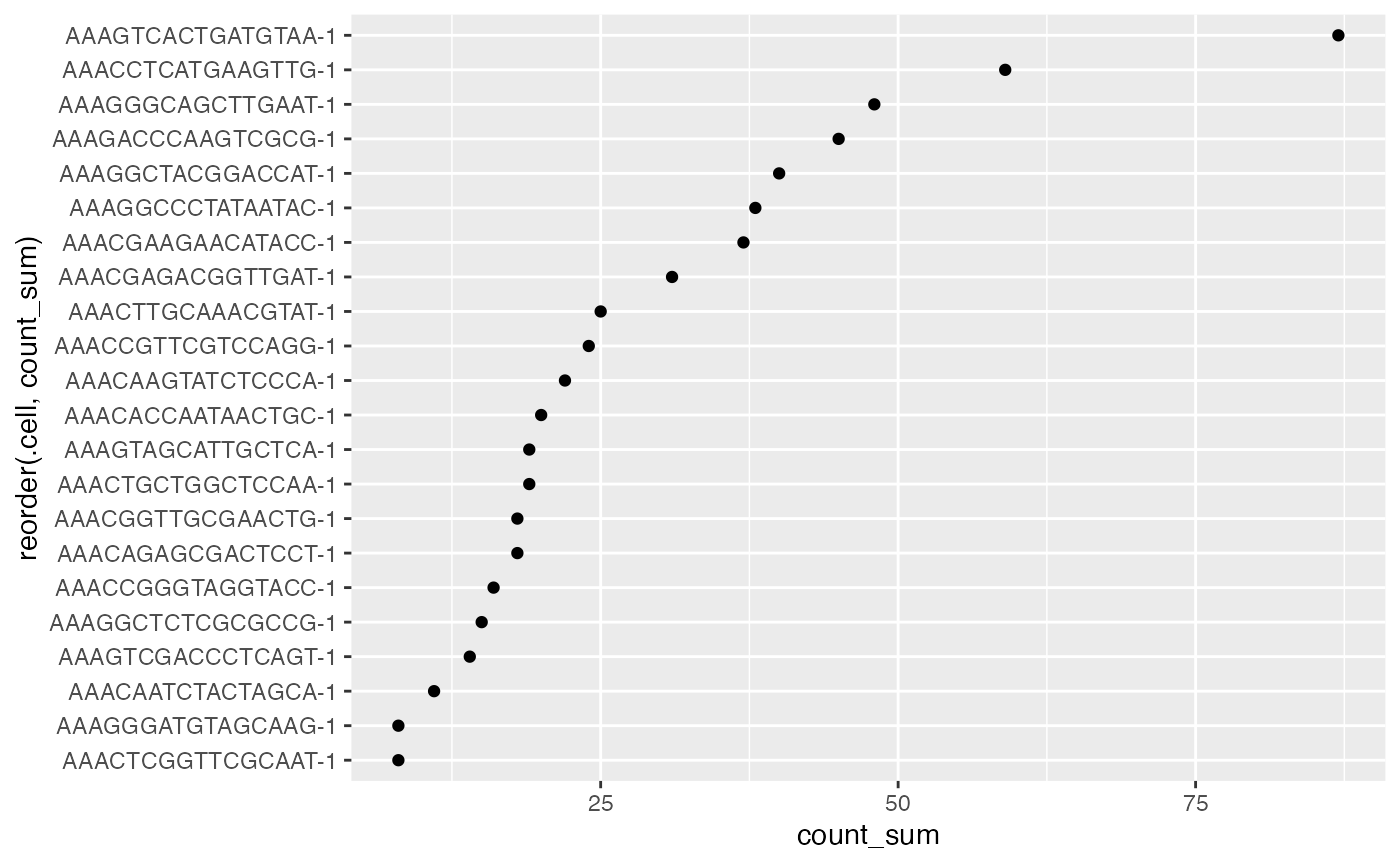 AAAGTCACTGATGTAA-1
AAACCTCATGAAGTTG-1
AAAGGGCAGCTTGAAT-1
AAAGACCCAAGTCGCG-1
AAAGGCTACGGACCAT-1
AAAGGCCCTATAATAC-1
AAACGAAGAACATACC-1
AAACGAGACGGTTGAT-1
AAACTTGCAAACGTAT-1
AAACCGTTCGTCCAGG-1
AAACAAGTATCTCCCA-1
AAACACCAATAACTGC-1
AAAGTAGCATTGCTCA-1
AAACTGCTGGCTCCAA-1
AAACGGTTGCGAACTG-1
AAACAGAGCGACTCCT-1
AAACCGGGTAGGTACC-1
AAAGGCTCTCGCGCCG-1
AAAGTCGACCCTCAGT-1
AAACAATCTACTAGCA-1
AAAGGGATGTAGCAAG-1
AAACTCGGTTCGCAAT-1
reorder(.cell, count_sum)
25 50 75
count_sum